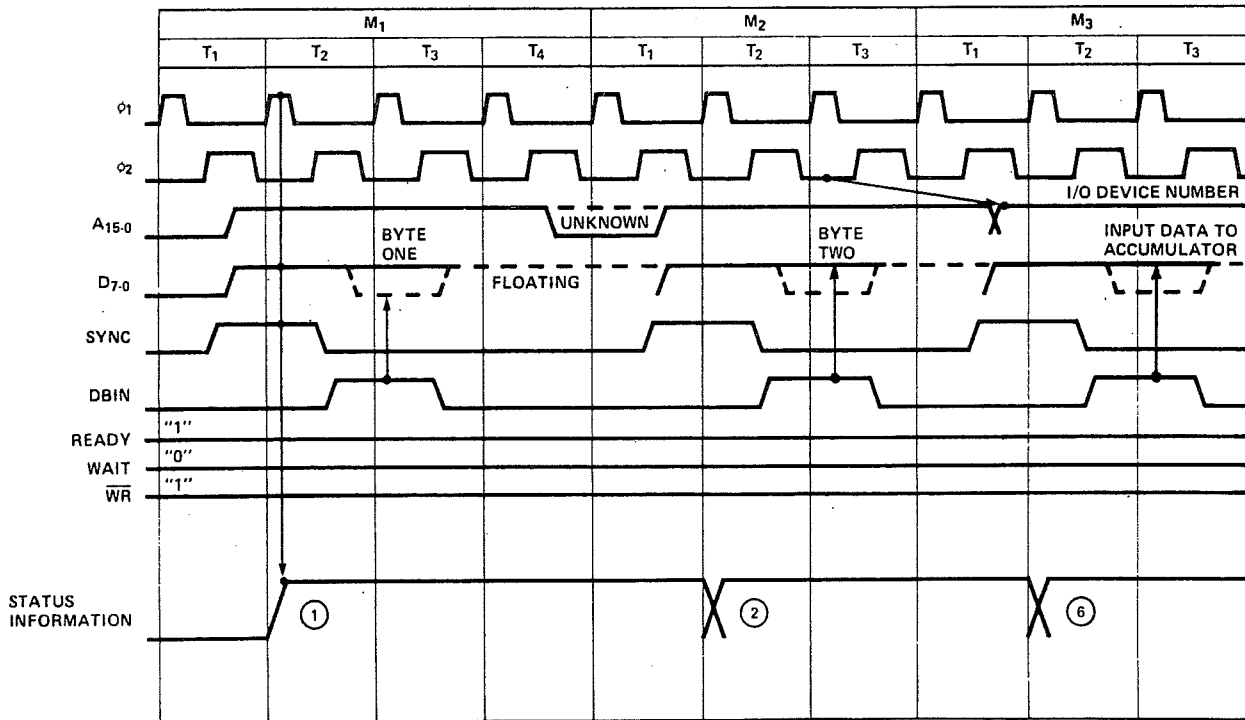 M1 M2 M3
T1 T2 T3 T4 T1 T2 T3 T1 T2 T3
φ1
φ2
I/O DEVICE NUMBER
A15-0
UNKNOWN
BYTE
ONE
BYTE
TWO
INPUT DATA TO
ACCUMULATOR
D7-0
FLOATING
SYNC
DBIN
READY "1"
WAIT "0"
W̅R̅ "1"
STATUS
INFORMATION
1 2 6